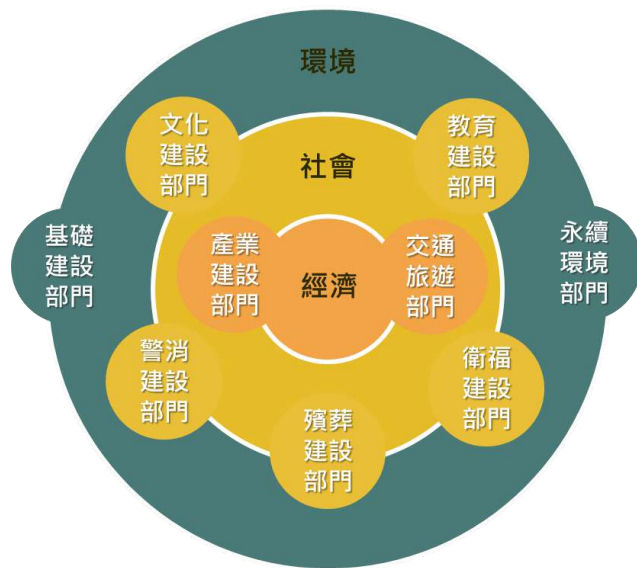 環境
文化
建設
部門
教育
建設
部門
社會
基礎
建設
部門
產業
建設
部門
經濟
交通
旅遊
部門
永續
環境
部門
警消
建設
部門
衛福
建設
部門
殯葬
建設
部門